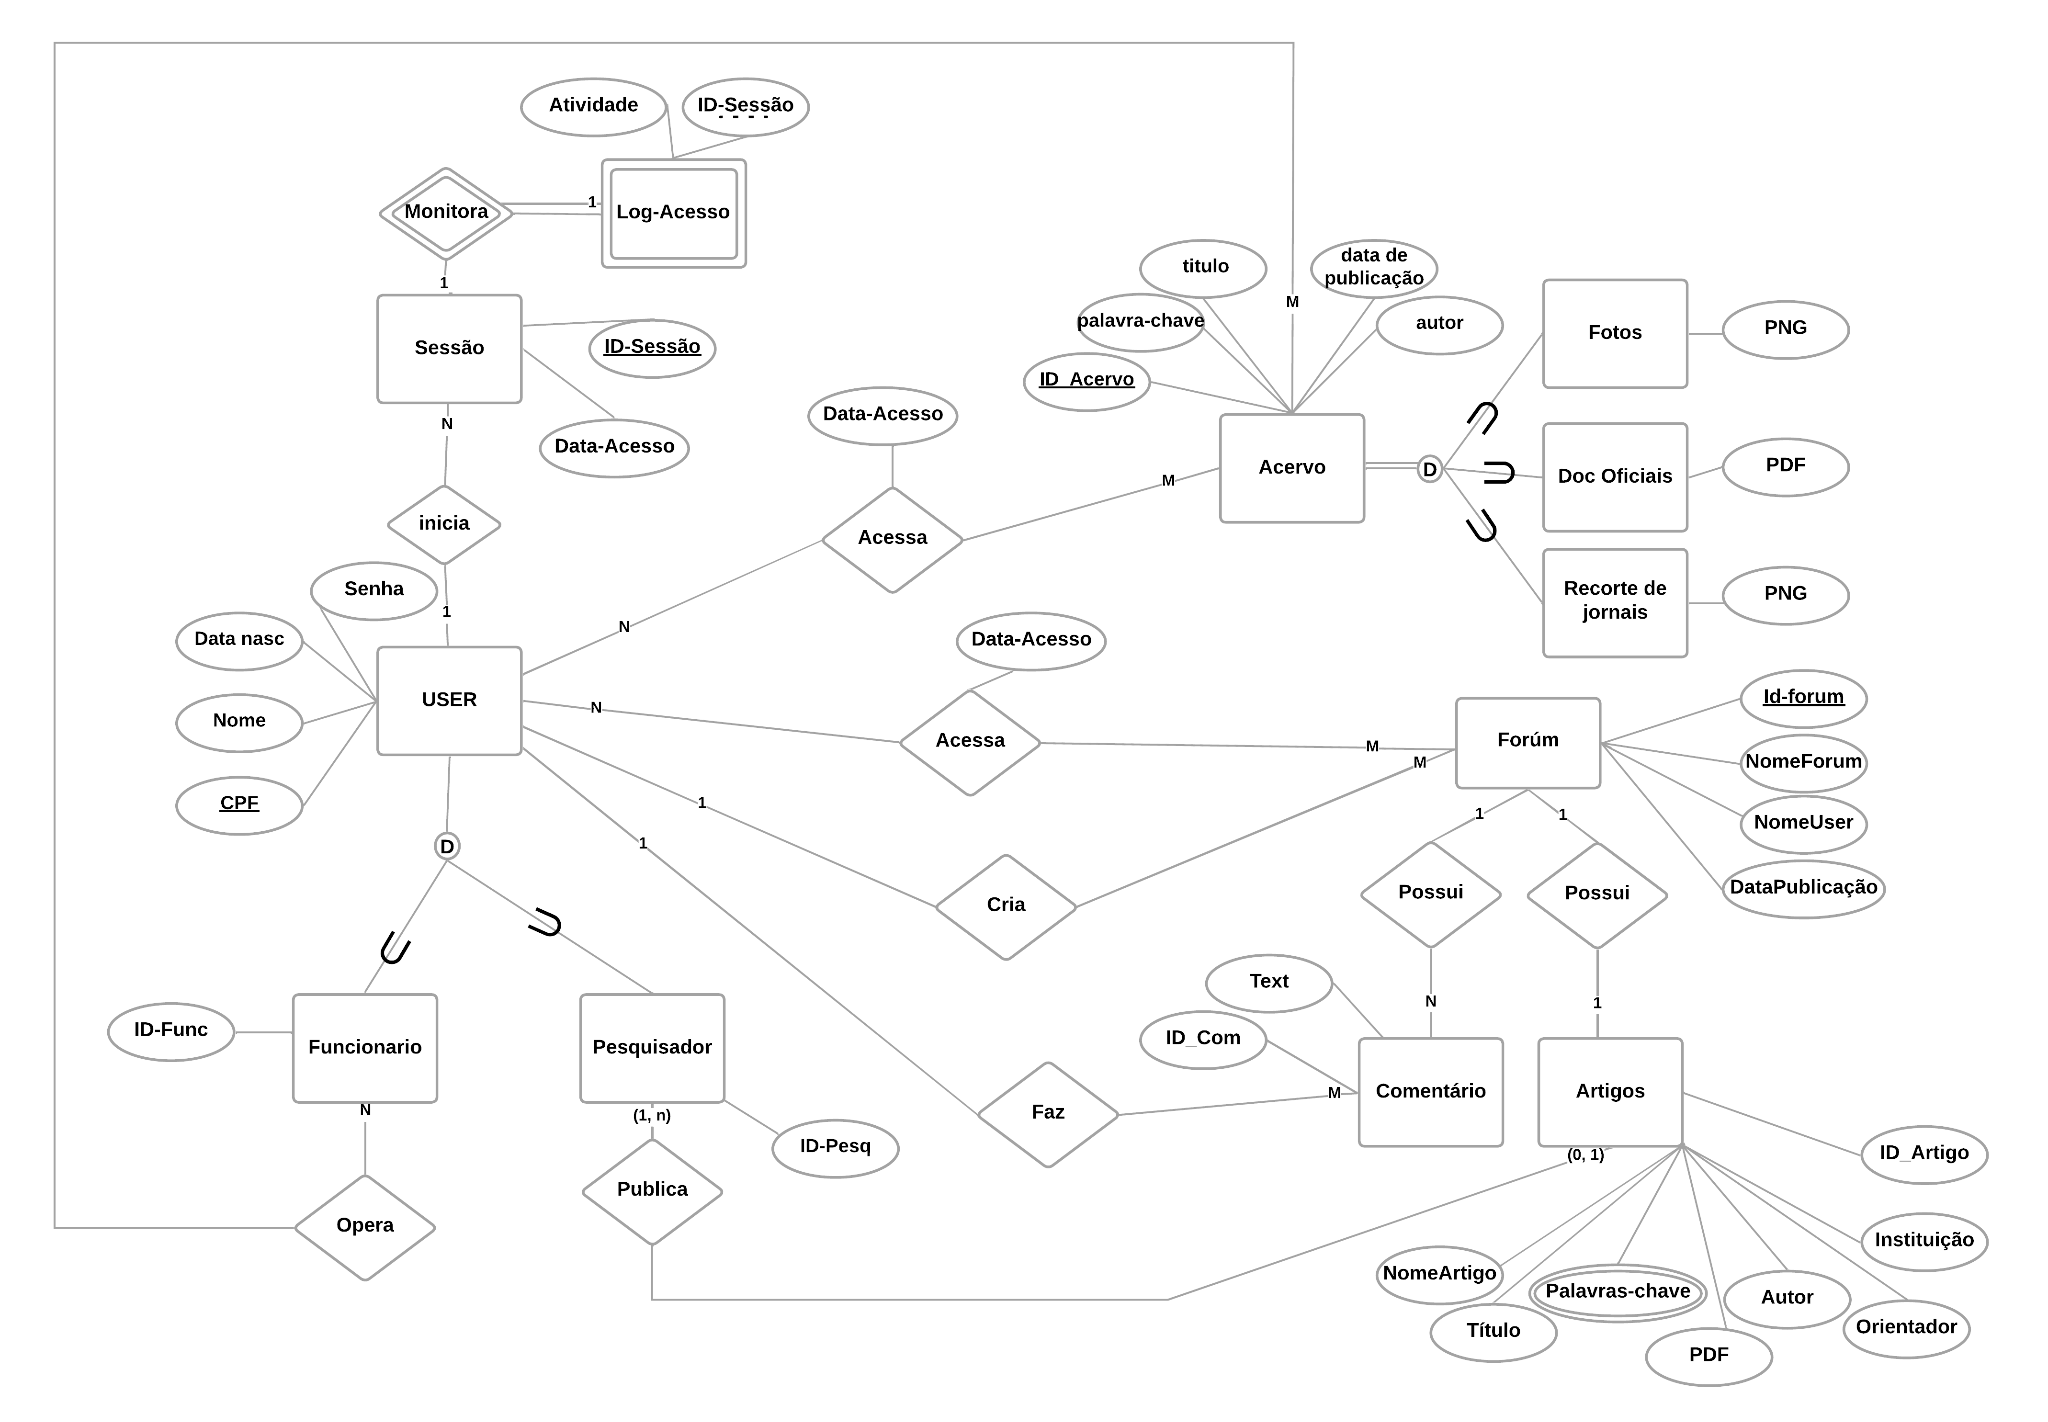 Atividade
ID-Sessão
Monitora
1
Log-Acesso
1
Sessão
ID-Sessão
Data-Acesso
N
inicia
1
Senha
Data nasc
Nome
CPF
USER
D
Funcionario
ID-Func
N
Opera
Pesquisador
(1, n)
ID-Pesq
Publica
Data-Acesso
Acessa
N
M
Data-Acesso
Acessa
N
M
M
1
Cria
1
Faz
M
titulo
data de
publicação
palavra-chave
autor
ID_Acervo
M
Acervo
D
Fotos
PNG
Doc Oficiais
PDF
Recorte de
jornais
PNG
Forúm
Id-forum
NomeForum
NomeUser
DataPublicação
1
1
Possui
Possui
N
1
Text
ID_Com
Comentário
Artigos
(0, 1)
ID_Artigo
Instituição
NomeArtigo
Palavras-chave
Autor
Orientador
Título
PDF